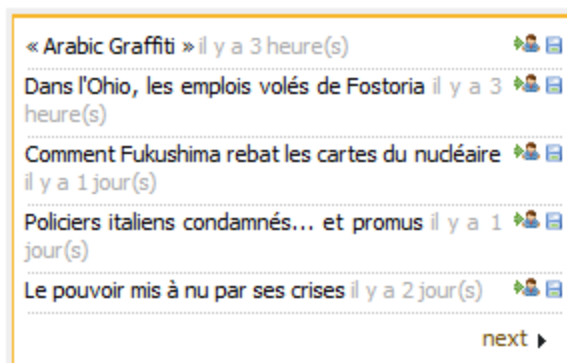 « Arabic Graffiti » il y a 3 heure(s)
Dans l'Ohio, les emplois volés de Fostoria il y a 3
heure(s)
Comment Fukushima rebat les cartes du nucléaire
il y a 1 jour(s)
Policiers italiens condamnés... et promus il y a 1
jour(s)
Le pouvoir mis à nu par ses crises il y a 2 jour(s)
next